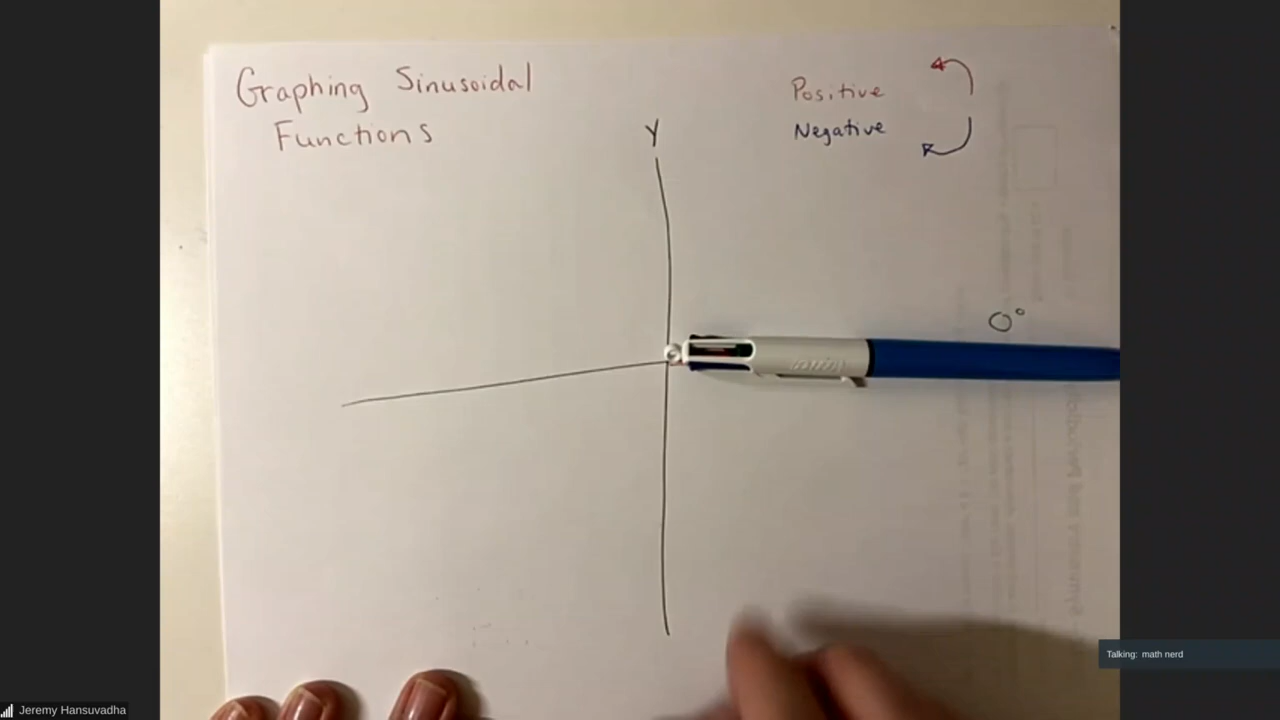 Graphing Sinusoidal
Functions
Y
Positive
Negative
0°
Talking: math nerd
Jeremy Hansuvadha